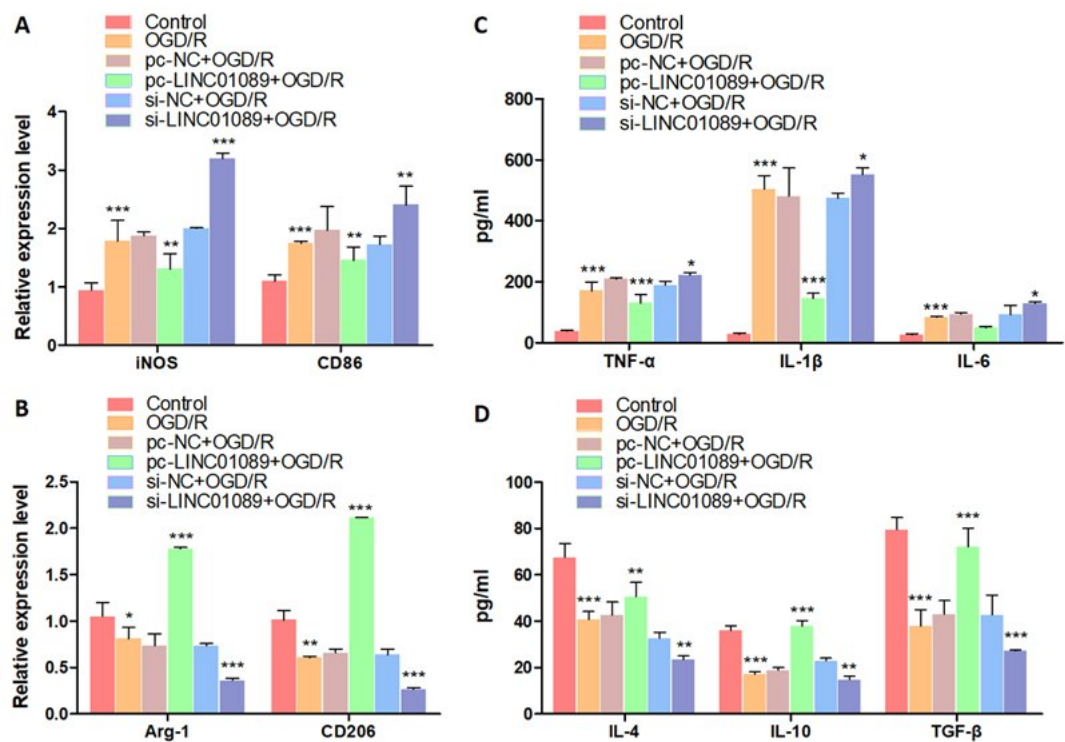 A
Control
OGD/R
pc-NC+OGD/R
pc-LINC01089+OGD/R
si-NC+OGD/R
si-LINC01089+OGD/R
Relative expression level
4
3
2
1
0
***
**
***
***
**
**
iNOS
CD86
B
Control
OGD/R
pc-NC+OGD/R
pc-LINC01089+OGD/R
si-NC+OGD/R
si-LINC01089+OGD/R
Relative expression level
2.5
2.0
1.5
1.0
0.5
0.0
*
***
***
**
***
***
Arg-1
CD206
C
Control
OGD/R
pc-NC+OGD/R
pc-LINC01089+OGD/R
si-NC+OGD/R
si-LINC01089+OGD/R
pg/ml
800
600
400
200
0
***
***
*
***
***
*
***
*
TNF-α
IL-1β
IL-6
D
Control
OGD/R
pc-NC+OGD/R
pc-LINC01089+OGD/R
si-NC+OGD/R
si-LINC01089+OGD/R
pg/ml
100
80
60
40
20
0
***
**
**
***
***
**
***
***
***
IL-4
IL-10
TGF-β